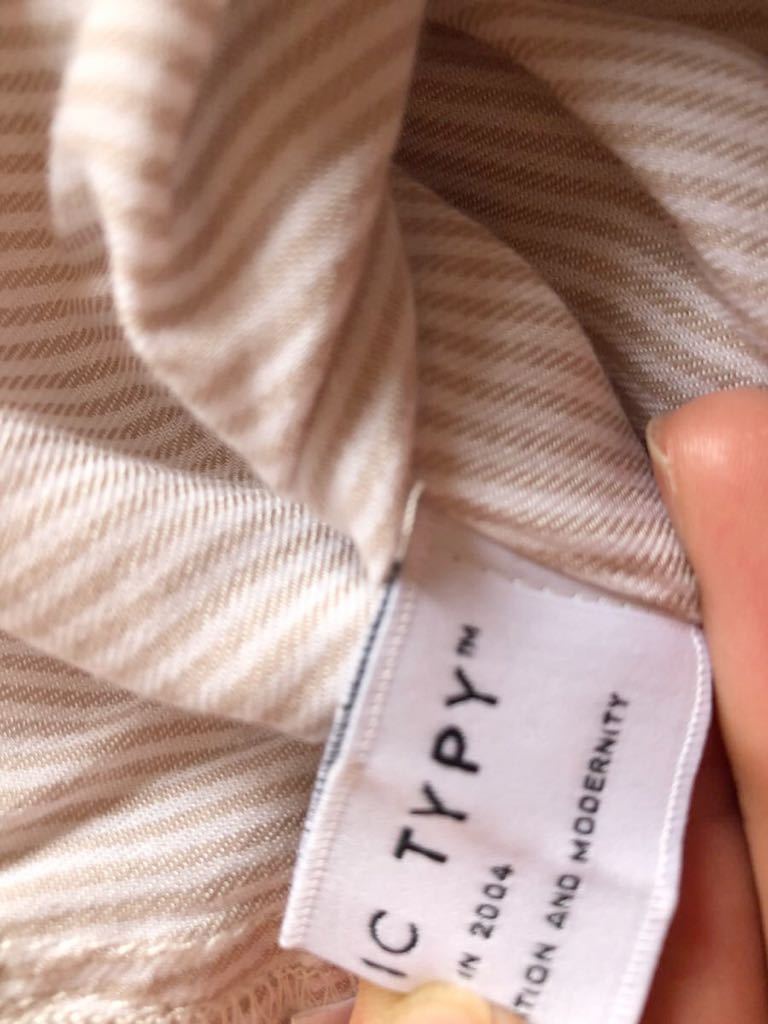 IC TYPY™
IN 2004
TION AND MODERNITY